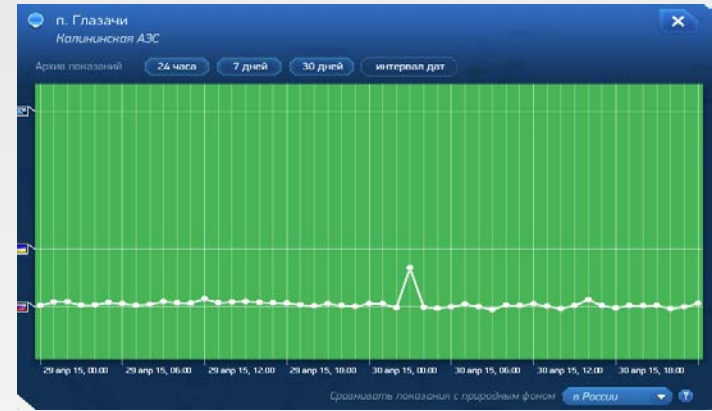 п. Глазачи
Калининская АЭС
Архив показаний 24 часа 7 дней 30 дней интервал дат
29 апр 15, 00:00 29 апр 15, 06:00 29 апр 15, 12:00 29 апр 15, 18:00 30 апр 15, 00:00 30 апр 15, 06:00 30 апр 15, 12:00 30 апр 15, 18:00
Сравнивать показания с природным фоном в России ?